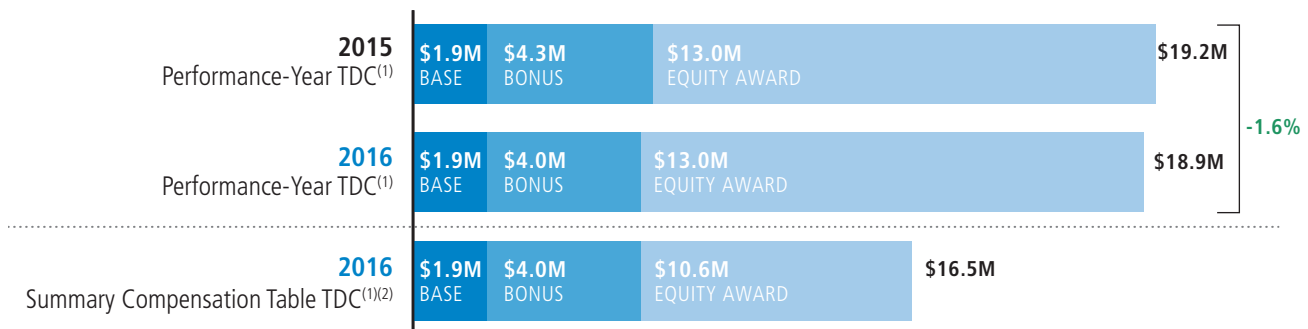 2015
Performance-Year TDC(1)
$1.9M
BASE
$4.3M
BONUS
$13.0M
EQUITY AWARD
$19.2M
-1.6%
2016
Performance-Year TDC(1)
$1.9M
BASE
$4.0M
BONUS
$13.0M
EQUITY AWARD
$18.9M
2016
Summary Compensation Table TDC(1)(2)
$1.9M
BASE
$4.0M
BONUS
$10.6M
EQUITY AWARD
$16.5M